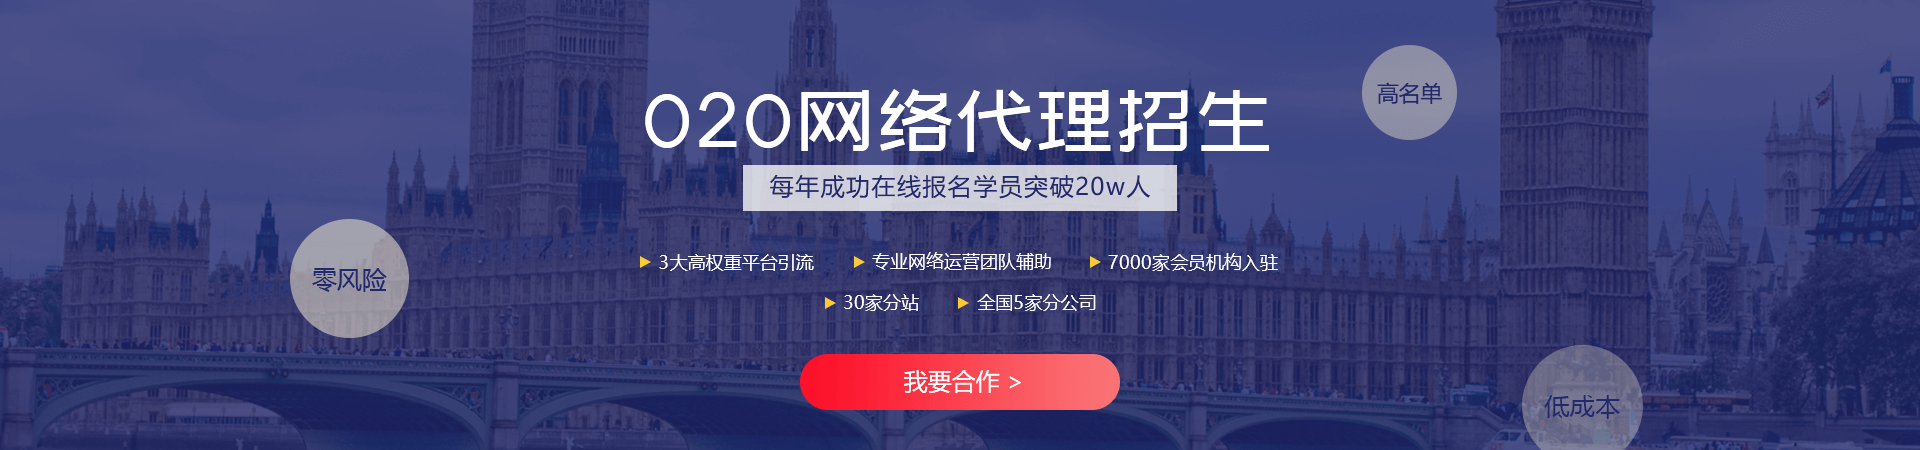 高名单
O2O网络代理招生
每年成功在线报名学员突破20w人
零风险
3大高权重平台引流 专业网络运营团队辅助 7000家会员机构入驻
30家分站 全国5家分公司
我要合作 >
低成本